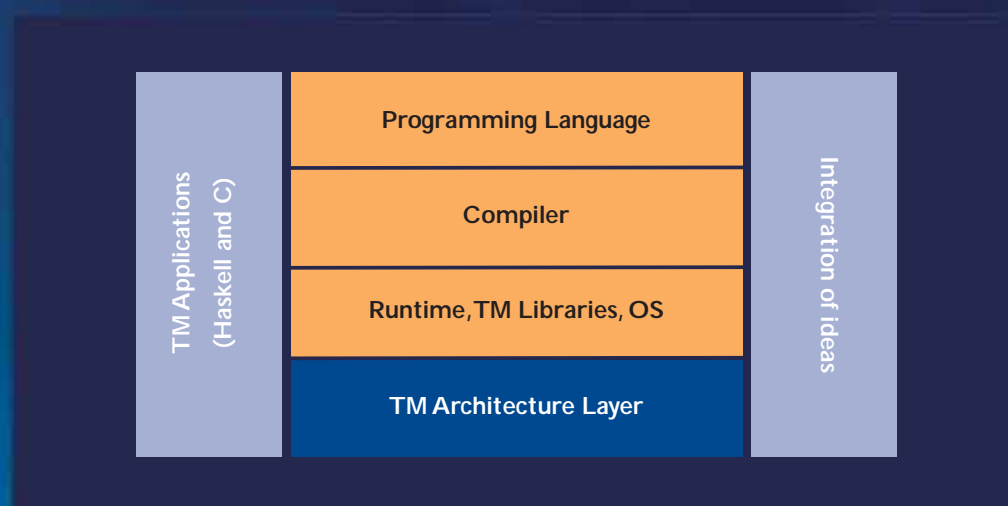 TM Applications
(Haskell and C)
Programming Language
Compiler
Runtime, TM Libraries, OS
TM Architecture Layer
Integration of ideas